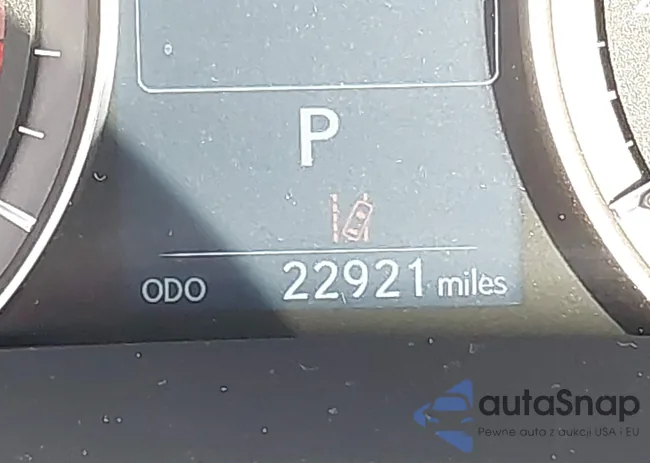 P
ODO 22921 miles
autaSnap
Pewne auta z aukcji USA i EU